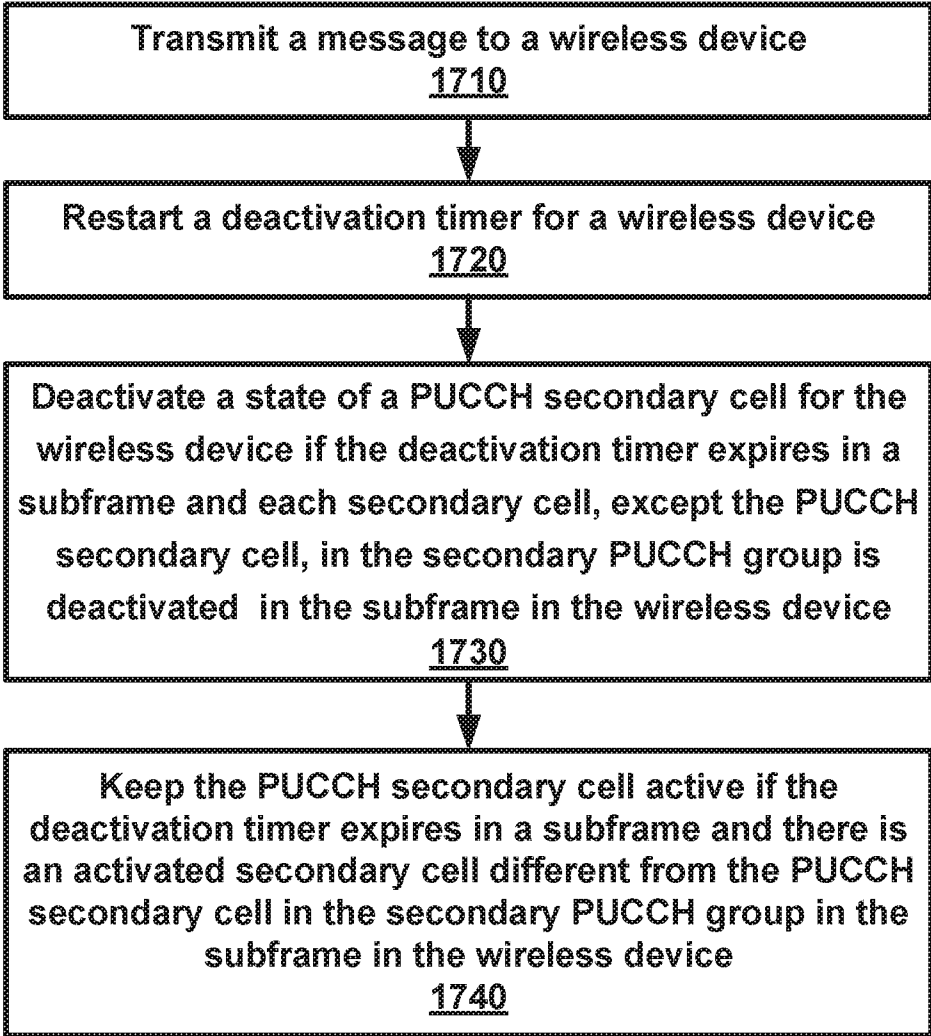 Transmit a message to a wireless device
1710
Restart a deactivation timer for a wireless device
1720
Deactivate a state of a PUCCH secondary cell for the
wireless device if the deactivation timer expires in a
subframe and each secondary cell, except the PUCCH
secondary cell, in the secondary PUCCH group is
deactivated in the subframe in the wireless device
1730
Keep the PUCCH secondary cell active if the
deactivation timer expires in a subframe and there is
an activated secondary cell different from the PUCCH
secondary cell in the secondary PUCCH group in the
subframe in the wireless device
1740